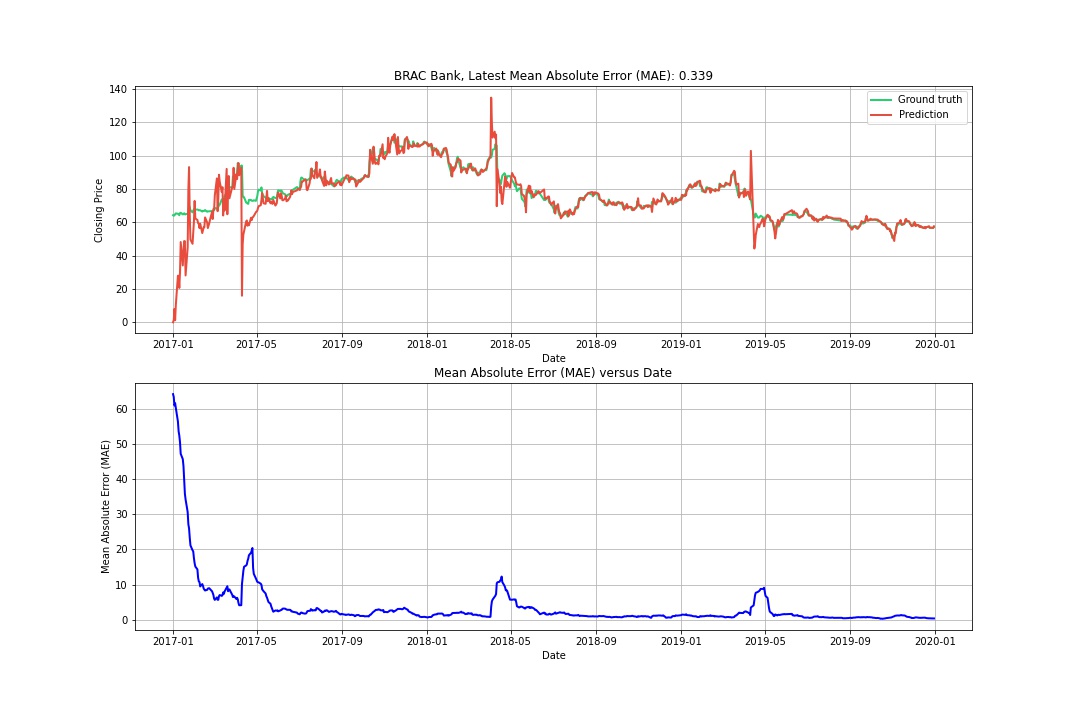 BRAC Bank, Latest Mean Absolute Error (MAE): 0.339
140
120
100
80
60
40
20
0
Closing Price
Ground truth
Prediction
2017-01 2017-05 2017-09 2018-01 2018-05 2018-09 2019-01 2019-05 2019-09 2020-01
Date
Mean Absolute Error (MAE) versus Date
60
50
40
30
20
10
0
Mean Absolute Error (MAE)
2017-01 2017-05 2017-09 2018-01 2018-05 2018-09 2019-01 2019-05 2019-09 2020-01
Date